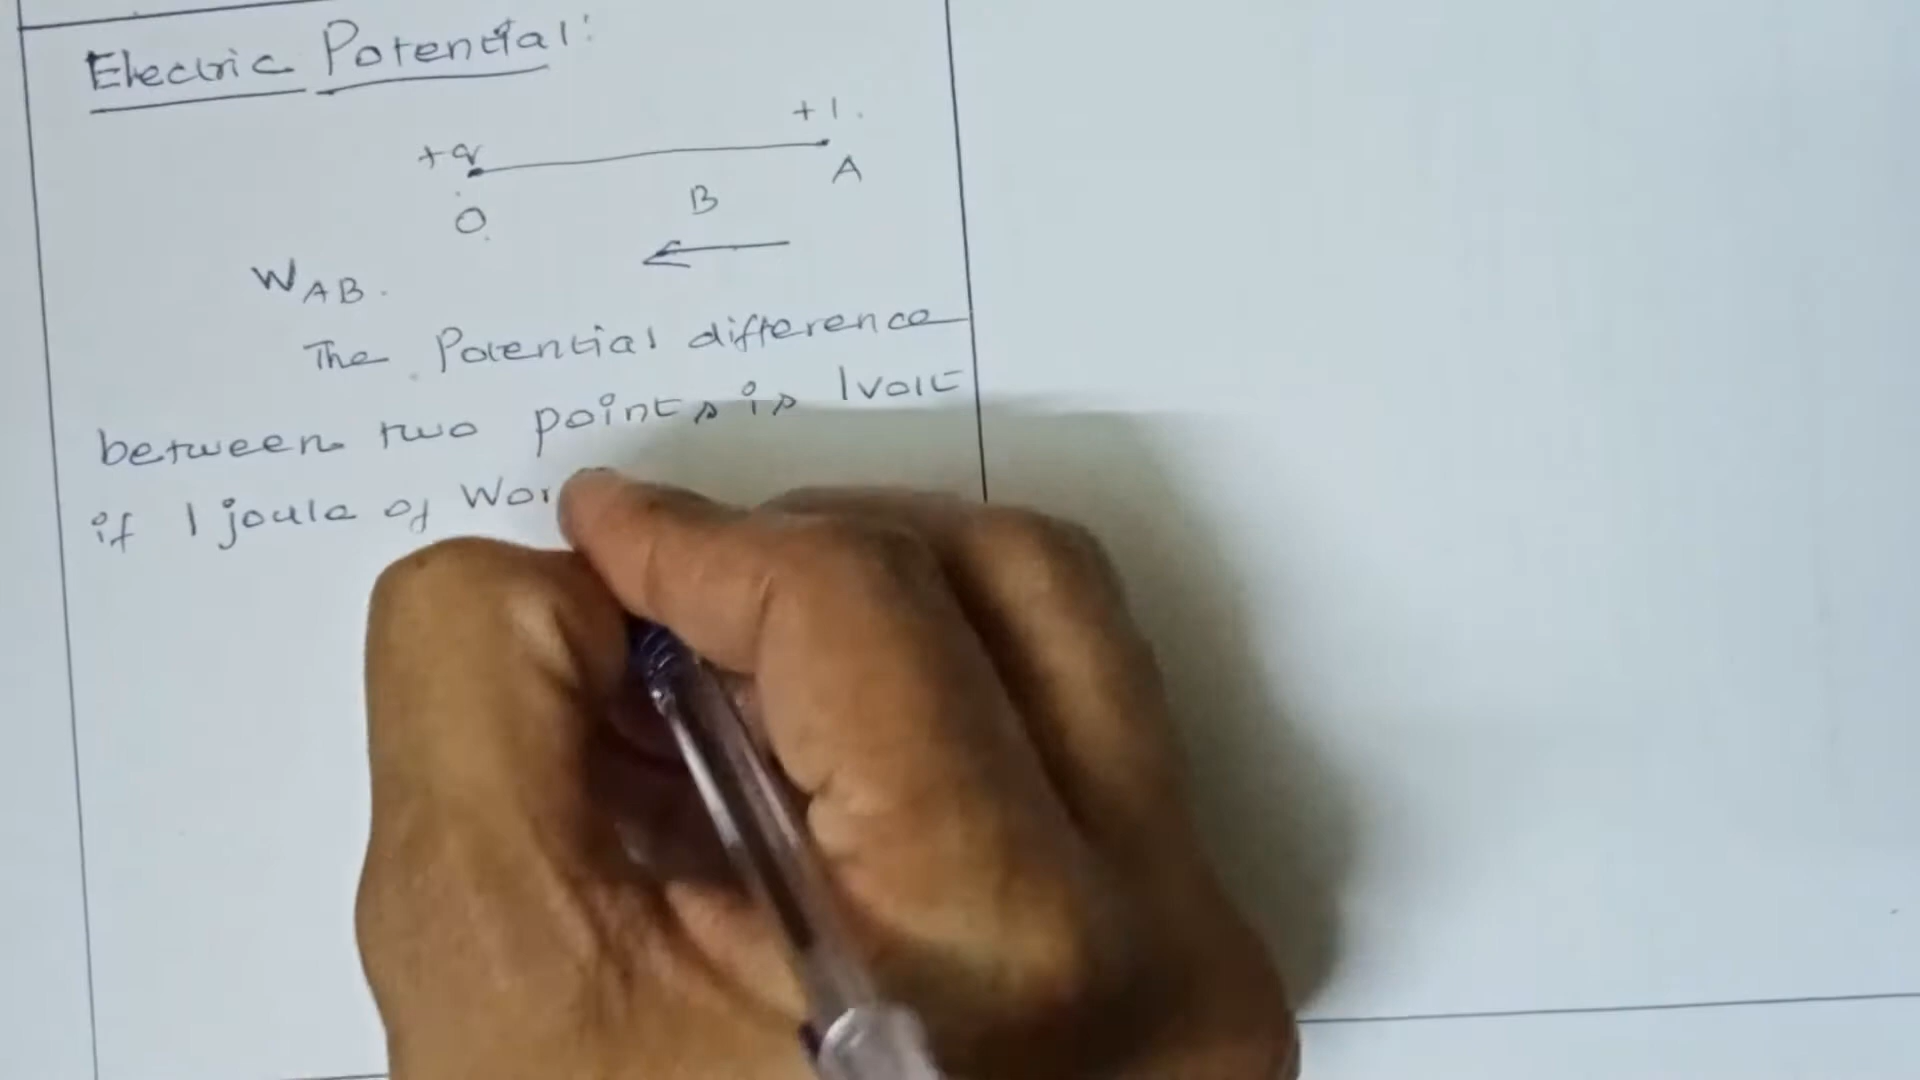 Electric Potential:
+q +1.
O B A
WAB.
The Potential difference
between two points is 1volt
if 1 joule of Wor